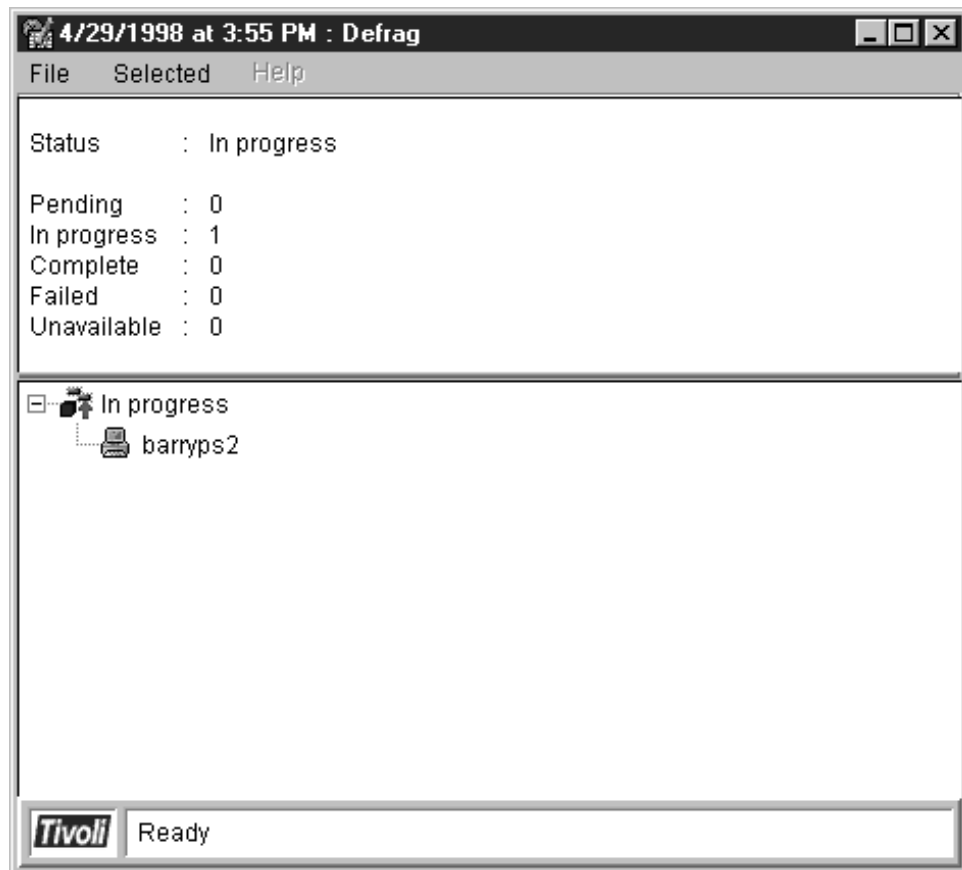 4/29/1998 at 3:55 PM : Defrag
File Selected Help
Status : In progress
Pending : 0
In progress : 1
Complete : 0
Failed : 0
Unavailable : 0
In progress
barryps2
Tivoli Ready